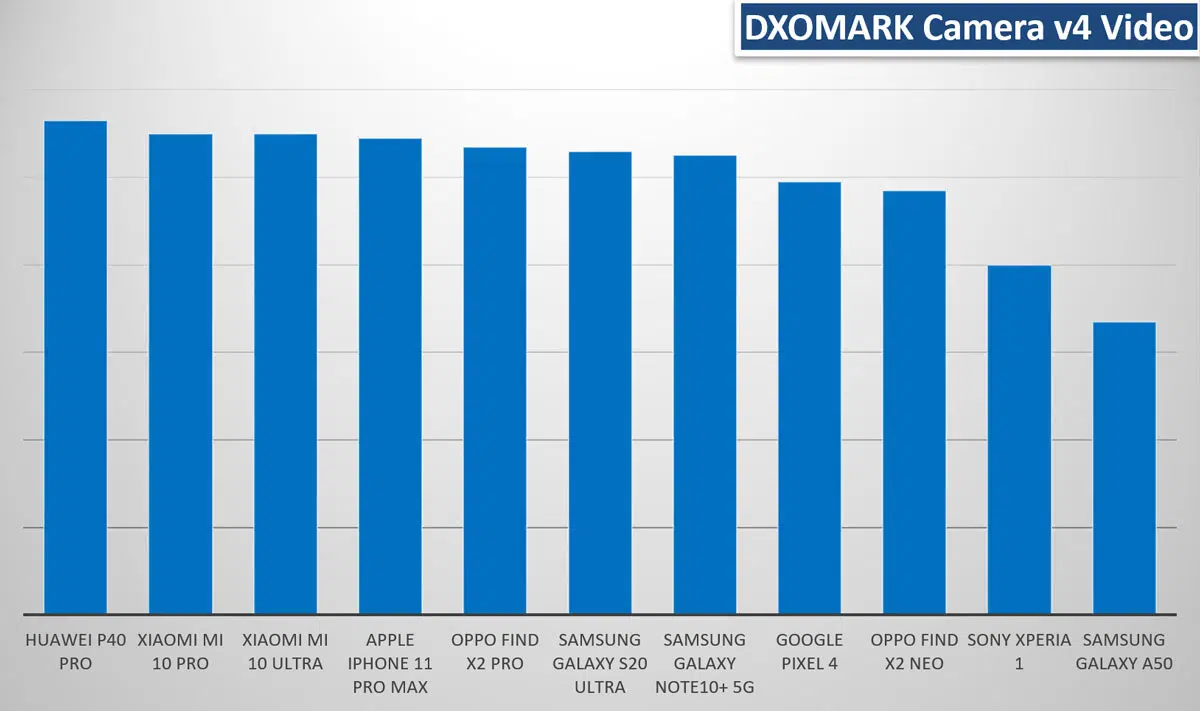 DXOMARK Camera v4 Video
HUAWEI P40
PRO
XIAOMI MI
10 PRO
XIAOMI MI
10 ULTRA
APPLE
IPHONE 11
PRO MAX
OPPO FIND
X2 PRO
SAMSUNG
GALAXY S20
ULTRA
SAMSUNG
GALAXY
NOTE10+ 5G
GOOGLE
PIXEL 4
OPPO FIND
X2 NEO
SONY XPERIA
1
SAMSUNG
GALAXY A50